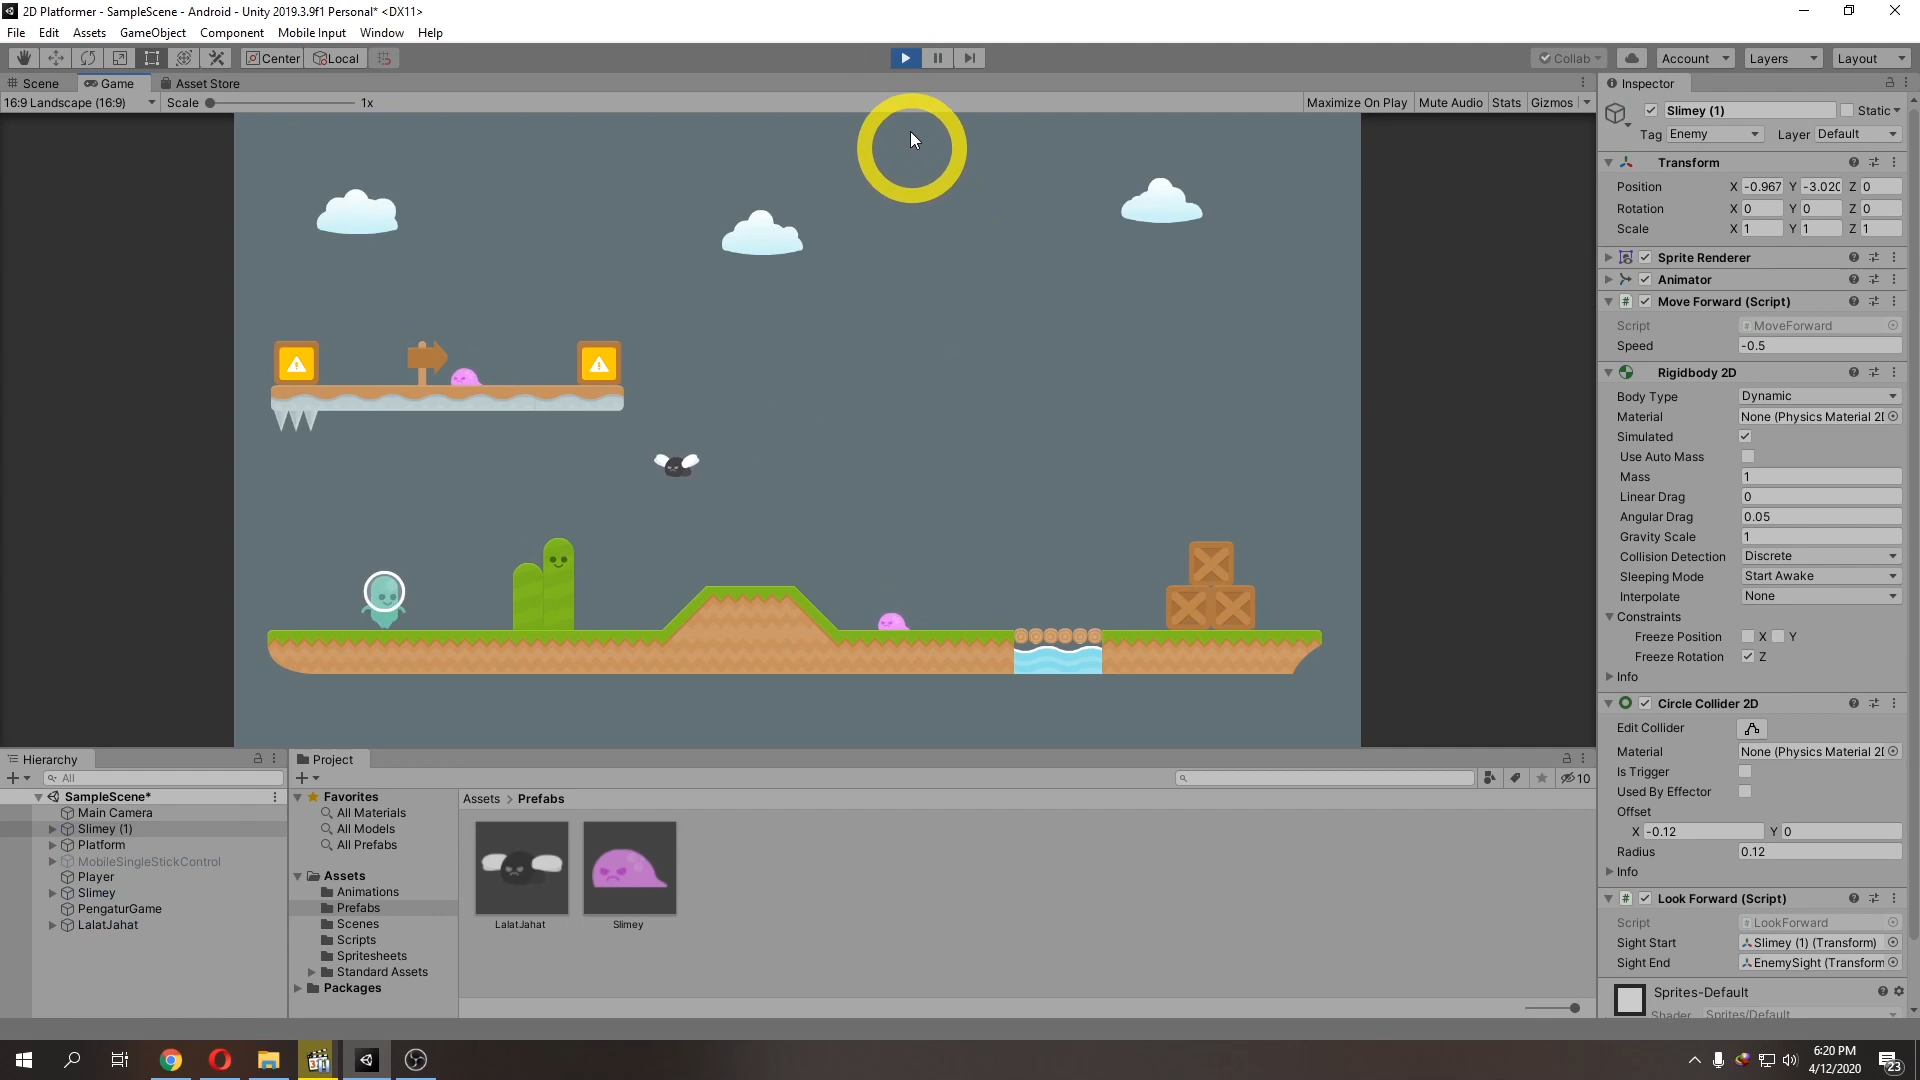 2D Platformer - SampleScene - Android - Unity 2019.3.9f1 Personal* <DX11>
File Edit Assets GameObject Component Mobile Input Window Help
Center Local Collab Account Layers Layout
Scene Game Asset Store
16:9 Landscape (16:9) Scale 1x Maximize On Play Mute Audio Stats Gizmos
Inspector
Slimey (1) Static
Tag Enemy Layer Default
Transform
Position X -0.967 Y -3.020 Z 0
Rotation X 0 Y 0 Z 0
Scale X 1 Y 1 Z 1
Sprite Renderer
Animator
Move Forward (Script)
Script MoveForward
Speed -0.5
Rigidbody 2D
Body Type Dynamic
Material None (Physics Material 2D
Simulated
Use Auto Mass
Mass 1
Linear Drag 0
Angular Drag 0.05
Gravity Scale 1
Collision Detection Discrete
Sleeping Mode Start Awake
Interpolate None
Constraints
Freeze Position X Y
Freeze Rotation Z
Info
Circle Collider 2D
Edit Collider
Material None (Physics Material 2D
Is Trigger
Used By Effector
Offset
X -0.12 Y 0
Radius 0.12
Info
Look Forward (Script)
Script LookForward
Sight Start Slimey (1) (Transform)
Sight End EnemySight (Transform
Sprites-Default
Shader Sprites/Default
Hierarchy
All
SampleScene*
Main Camera
Slimey (1)
Platform
MobileSingleStickControl
Player
Slimey
PengaturGame
LalatJahat
Project
10
Favorites
All Materials
All Models
All Prefabs
Assets
Animations
Prefabs
Scenes
Scripts
Spritesheets
Standard Assets
Packages
Assets > Prefabs
LalatJahat Slimey
6:20 PM
4/12/2020
23